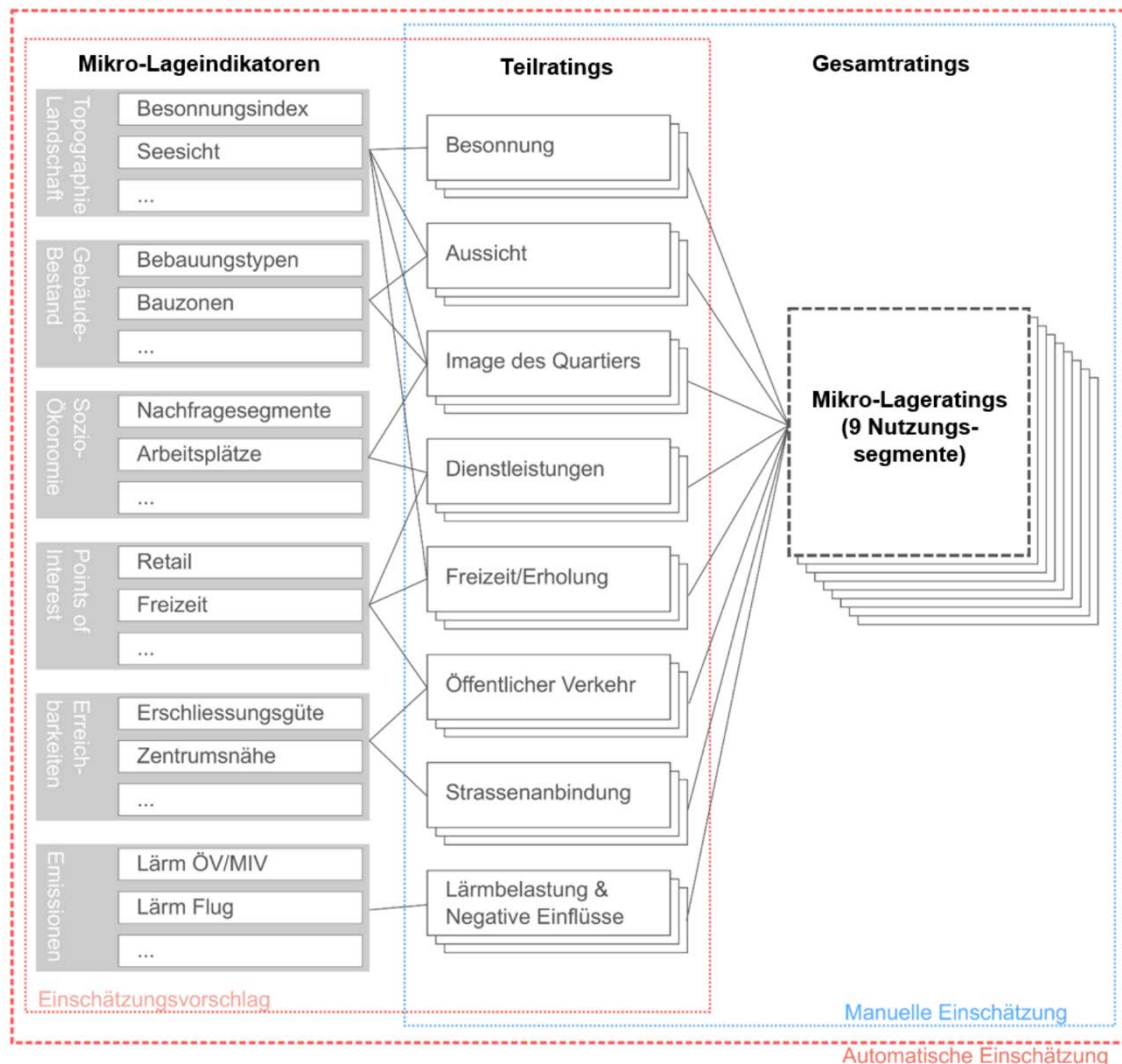 Mikro-Lageindikatoren
Teilratings
Gesamtratings
Topographie
Landschaft
Besonnungsindex
Seesicht
...
Gebäude-
Bestand
Bebauungstypen
Bauzonen
...
Sozio-
Ökonomie
Nachfragesegmente
Arbeitsplätze
...
Points of
Interest
Retail
Freizeit
...
Erreich-
barkeiten
Erschliessungsgüte
Zentrumsnähe
...
Emissionen
Lärm ÖV/MIV
Lärm Flug
...
Besonnung
Aussicht
Image des Quartiers
Dienstleistungen
Freizeit/Erholung
Öffentlicher Verkehr
Strassenanbindung
Lärmbelastung &
Negative Einflüsse
Mikro-Lageratings
(9 Nutzungs-
segmente)
Einschätzungsvorschlag
Manuelle Einschätzung
Automatische Einschätzung